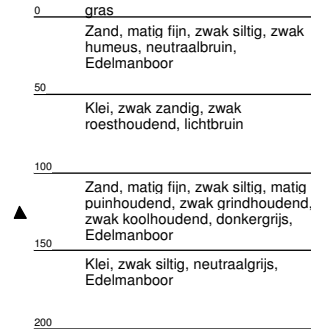 0 gras
Zand, matig fijn, zwak siltig, zwak
humeus, neutraalbruin,
Edelmanboor
50
Klei, zwak zandig, zwak
roesthoudend, lichtbruin
100
Zand, matig fijn, zwak siltig, matig
puinhoudend, zwak grindhoudend,
zwak koolhoudend, donkergrijs,
Edelmanboor
150
Klei, zwak siltig, neutraalgrijs,
Edelmanboor
200